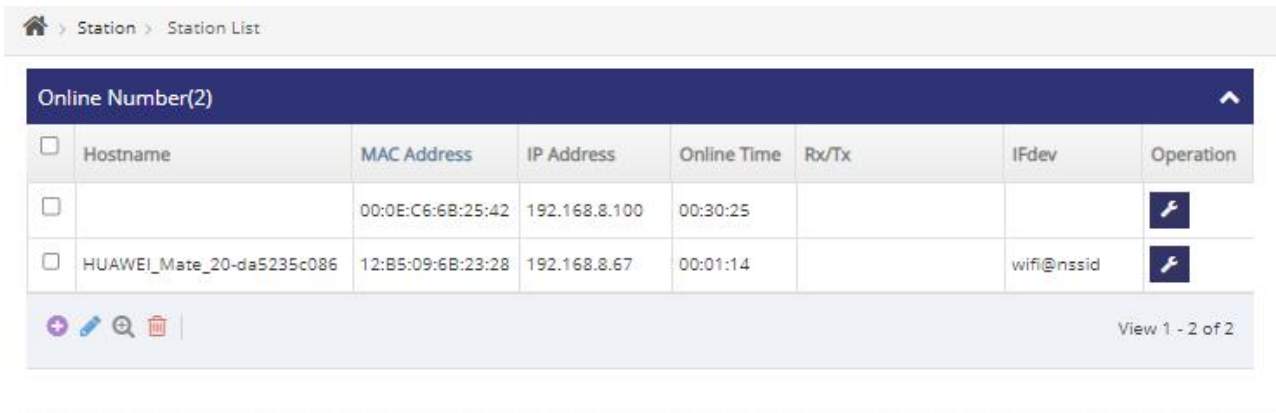 Station > Station List
Online Number(2)
Hostname MAC Address IP Address Online Time Rx/Tx IFdev Operation
00:0E:C6:6B:25:42 192.168.8.100 00:30:25
HUAWEI_Mate_20-da5235c086 12:B5:09:6B:23:28 192.168.8.67 00:01:14 wifi@nssid
View 1 - 2 of 2